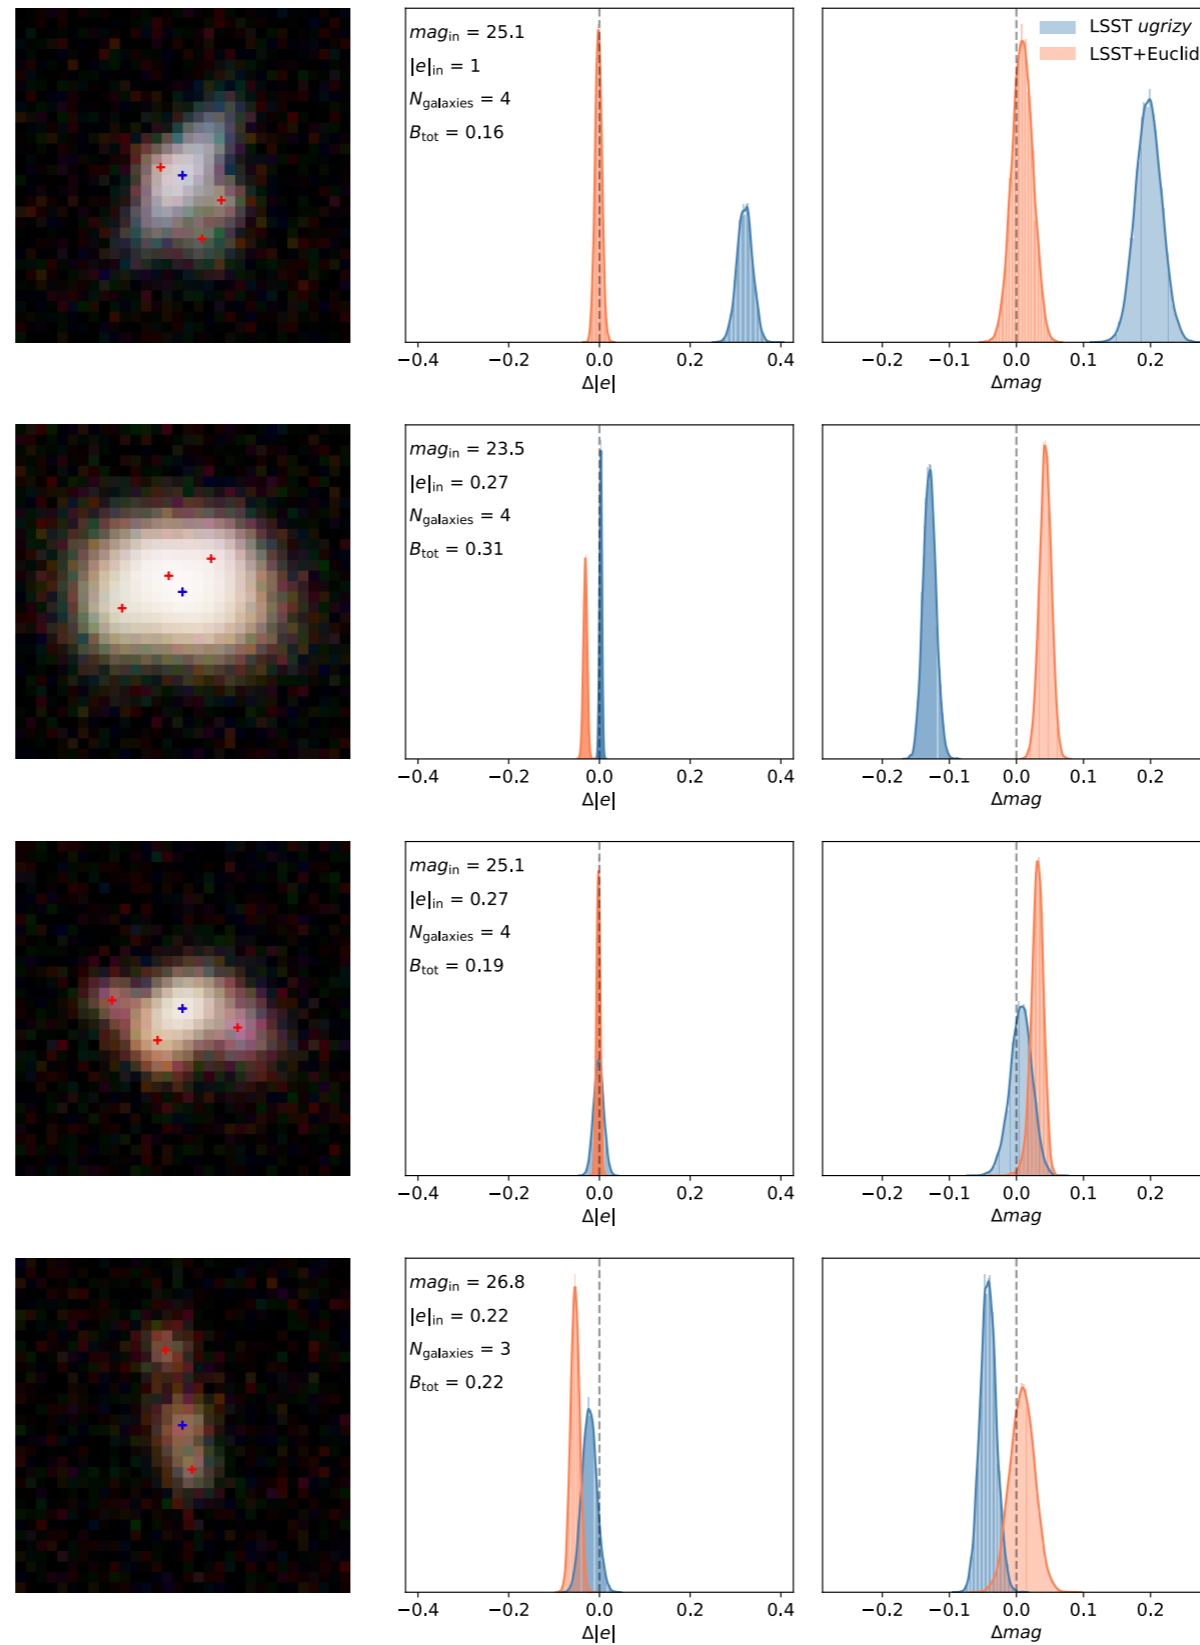 mag_in = 25.1
|e|_in = 1
N_galaxies = 4
B_tot = 0.16
LSST ugrizy
LSST+Euclid
−0.4 −0.2 0.0 0.2 0.4
Δ|e|
−0.2 −0.1 0.0 0.1 0.2
Δmag
mag_in = 23.5
|e|_in = 0.27
N_galaxies = 4
B_tot = 0.31
−0.4 −0.2 0.0 0.2 0.4
Δ|e|
−0.2 −0.1 0.0 0.1 0.2
Δmag
mag_in = 25.1
|e|_in = 0.27
N_galaxies = 4
B_tot = 0.19
−0.4 −0.2 0.0 0.2 0.4
Δ|e|
−0.2 −0.1 0.0 0.1 0.2
Δmag
mag_in = 26.8
|e|_in = 0.22
N_galaxies = 3
B_tot = 0.22
−0.4 −0.2 0.0 0.2 0.4
Δ|e|
−0.2 −0.1 0.0 0.1 0.2
Δmag